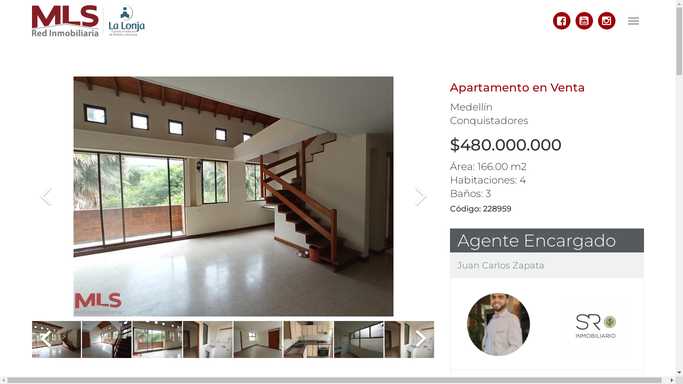 MLS
Red Inmobiliaria
La Lonja
Apartamento en Venta
Medellín
Conquistadores
$480.000.000
Área: 166.00 m2
Habitaciones: 4
Baños: 3
Código: 228959
Agente Encargado
Juan Carlos Zapata
MLS
SR
INMOBILIARIO